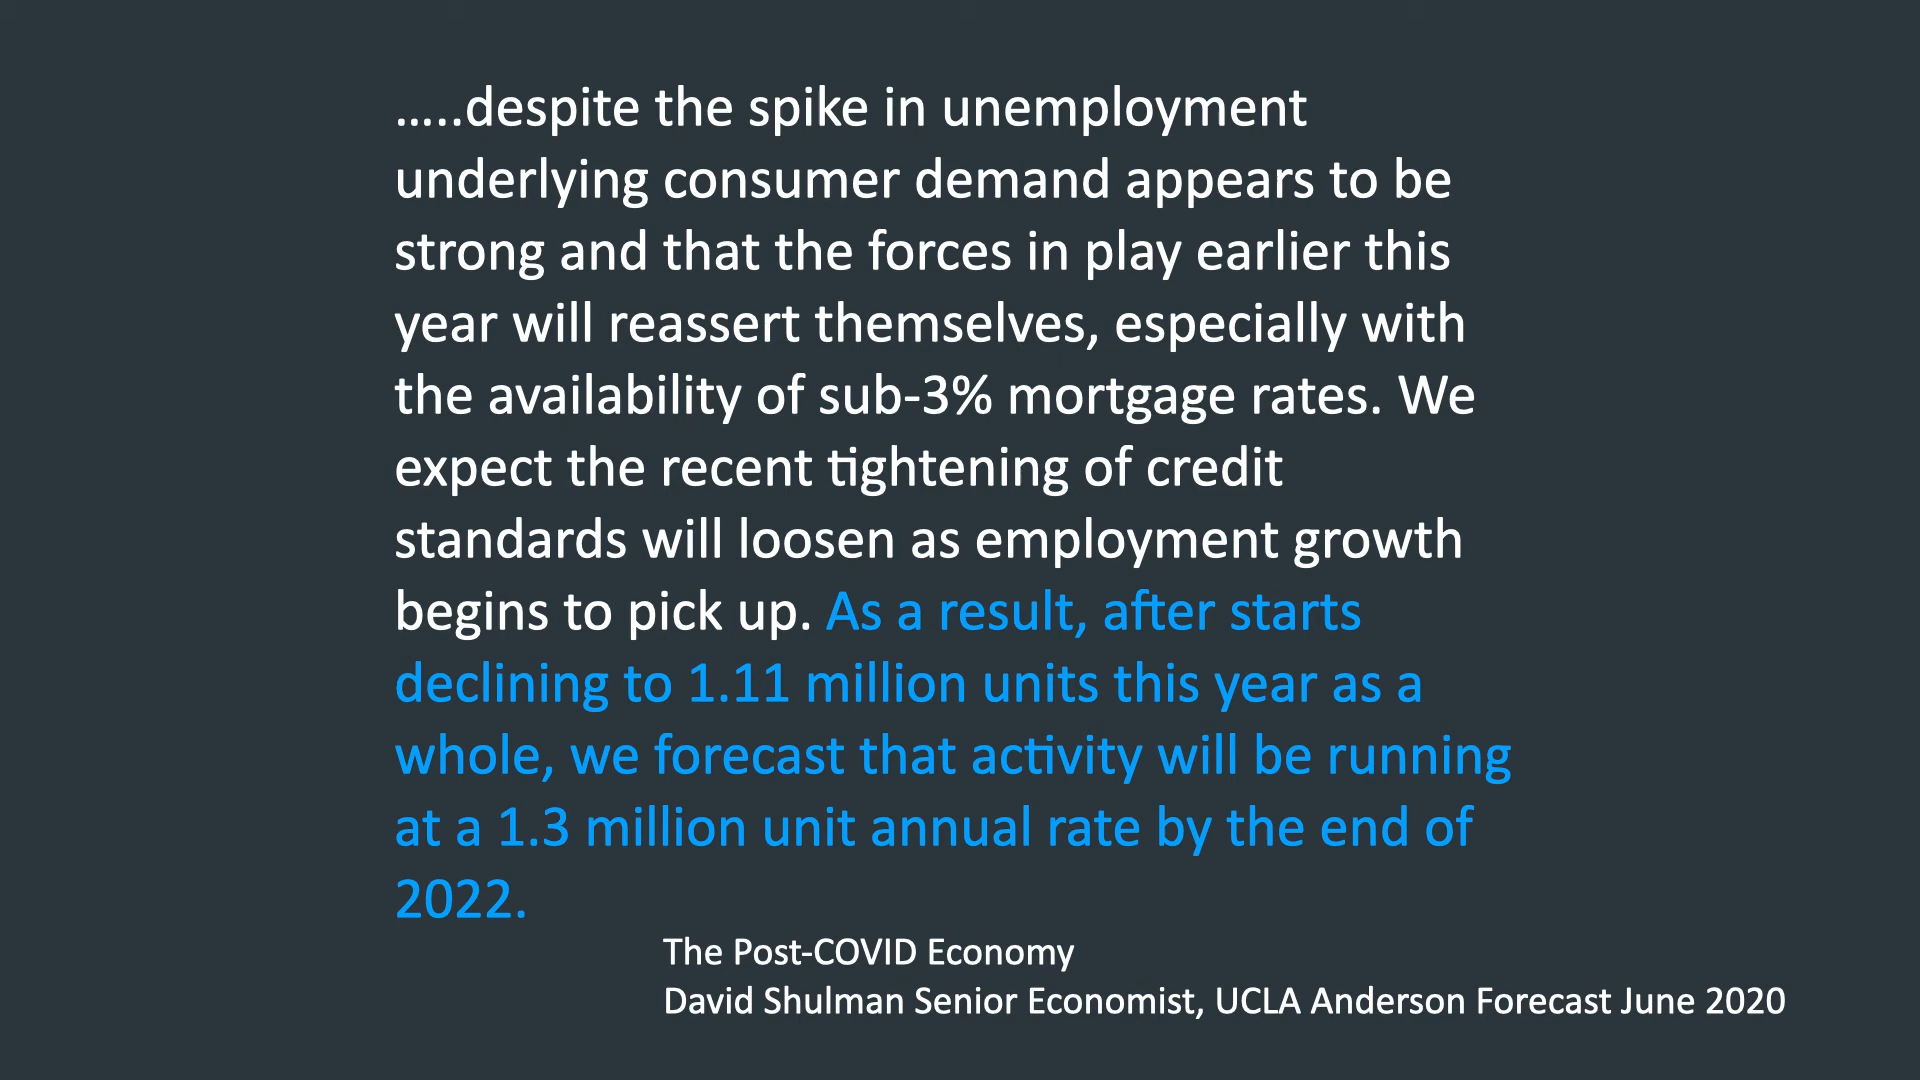 …..despite the spike in unemployment
underlying consumer demand appears to be
strong and that the forces in play earlier this
year will reassert themselves, especially with
the availability of sub-3% mortgage rates. We
expect the recent tightening of credit
standards will loosen as employment growth
begins to pick up. As a result, after starts
declining to 1.11 million units this year as a
whole, we forecast that activity will be running
at a 1.3 million unit annual rate by the end of
2022.
The Post-COVID Economy
David Shulman Senior Economist, UCLA Anderson Forecast June 2020